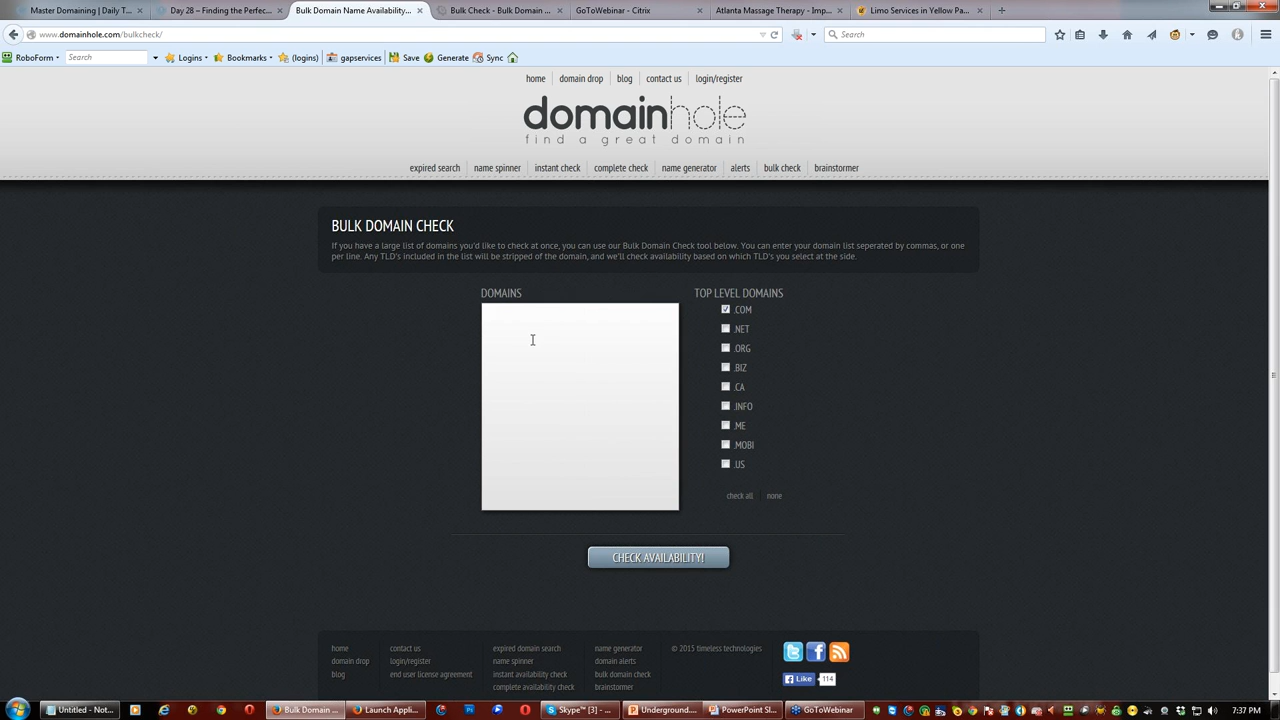 Master Domaining | Daily T... × Day 28 – Finding the Perfec... × Bulk Domain Name Availability... × Bulk Check - Bulk Domain ... × GoToWebinar - Citrix × Atlanta Massage Therapy - Imp... × Limo Services in Yellow Pa... × +
www.domainhole.com/bulkcheck/ Search
RoboForm Search Logins Bookmarks (logins) gapservices Save Generate Sync
home domain drop blog contact us login/register
domainhole
find a great domain
expired search name spinner instant check complete check name generator alerts bulk check brainstormer
BULK DOMAIN CHECK
If you have a large list of domains you'd like to check at once, you can use our Bulk Domain Check tool below. You can enter your domain list seperated by commas, or one
per line. Any TLD's included in the list will be stripped of the domain, and we'll check availability based on which TLD's you select at the side.
DOMAINS TOP LEVEL DOMAINS
.COM
.NET
.ORG
.BIZ
.CA
.INFO
.ME
.MOBI
.US
check all none
CHECK AVAILABILITY!
home contact us expired domain search name generator © 2015 timeless technologies
domain drop login/register name spinner domain alerts
blog end user license agreement instant availability check bulk domain check
Like 114
complete availability check brainstormer
Untitled - Not... Bulk Domain ... Launch Appli... Skype™ [3] - ... Underground.... PowerPoint Sl... GoToWebinar 7:37 PM